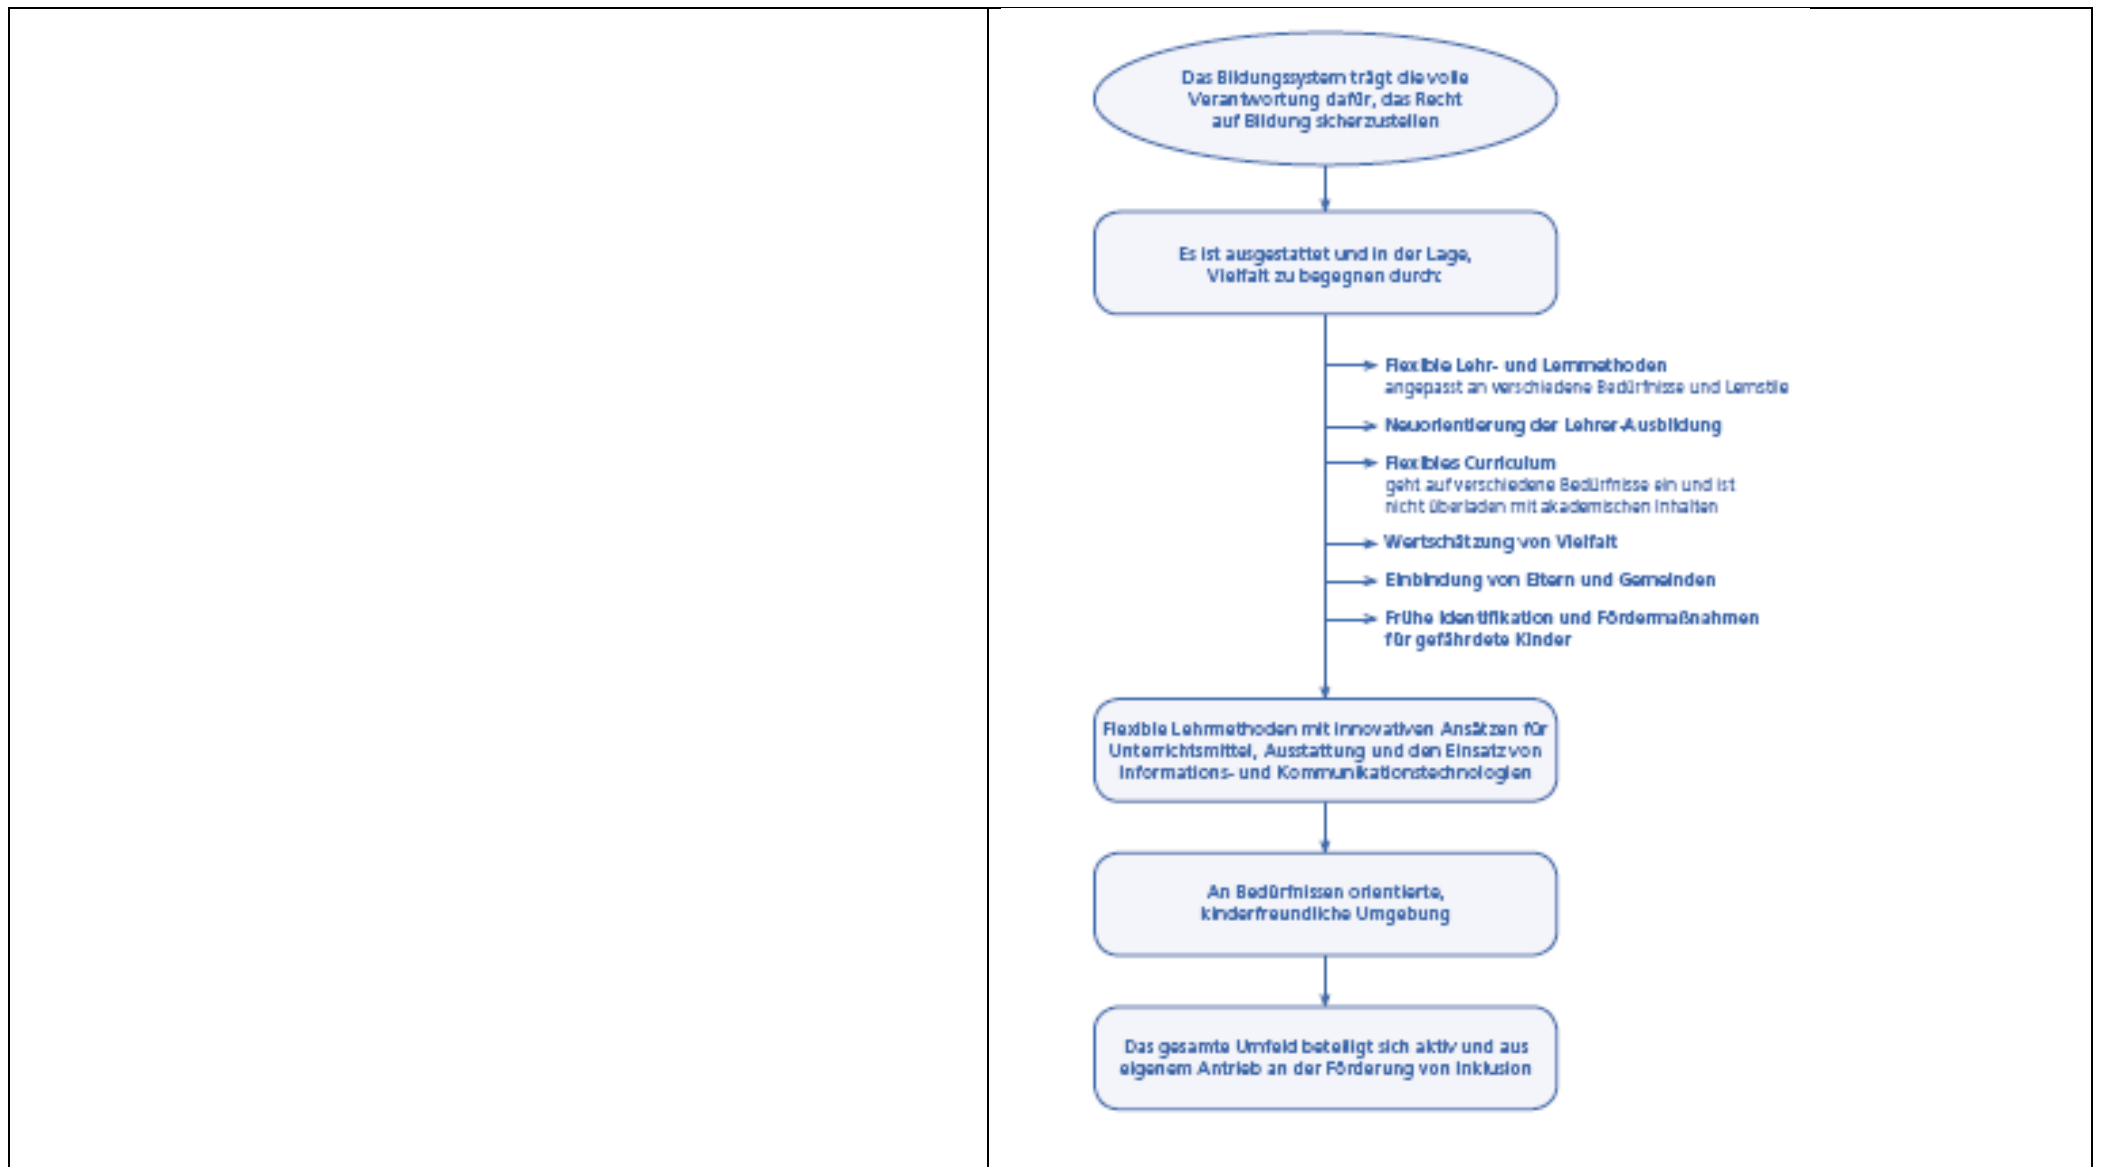 Das Bildungssystem trägt die volle
Verantwortung dafür, das Recht
auf Bildung sicherzustellen
Es ist ausgestattet und in der Lage,
Vielfalt zu begegnen durch:
Flexible Lehr- und Lernmethoden
angepasst an verschiedene Bedürfnisse und Lernstile
Neuorientierung der Lehrer-Ausbildung
Flexibles Curriculum
geht auf verschiedene Bedürfnisse ein und ist
nicht überladen mit akademischen Inhalten
Wertschätzung von Vielfalt
Einbindung von Eltern und Gemeinden
Frühe Identifikation und Fördermaßnahmen
für gefährdete Kinder
Flexible Lehrmethoden mit innovativen Ansätzen für
Unterrichtsmittel, Ausstattung und den Einsatz von
Informations- und Kommunikationstechnologien
An Bedürfnissen orientierte,
kinderfreundliche Umgebung
Das gesamte Umfeld beteiligt sich aktiv und aus
eigenem Antrieb an der Förderung von Inklusion